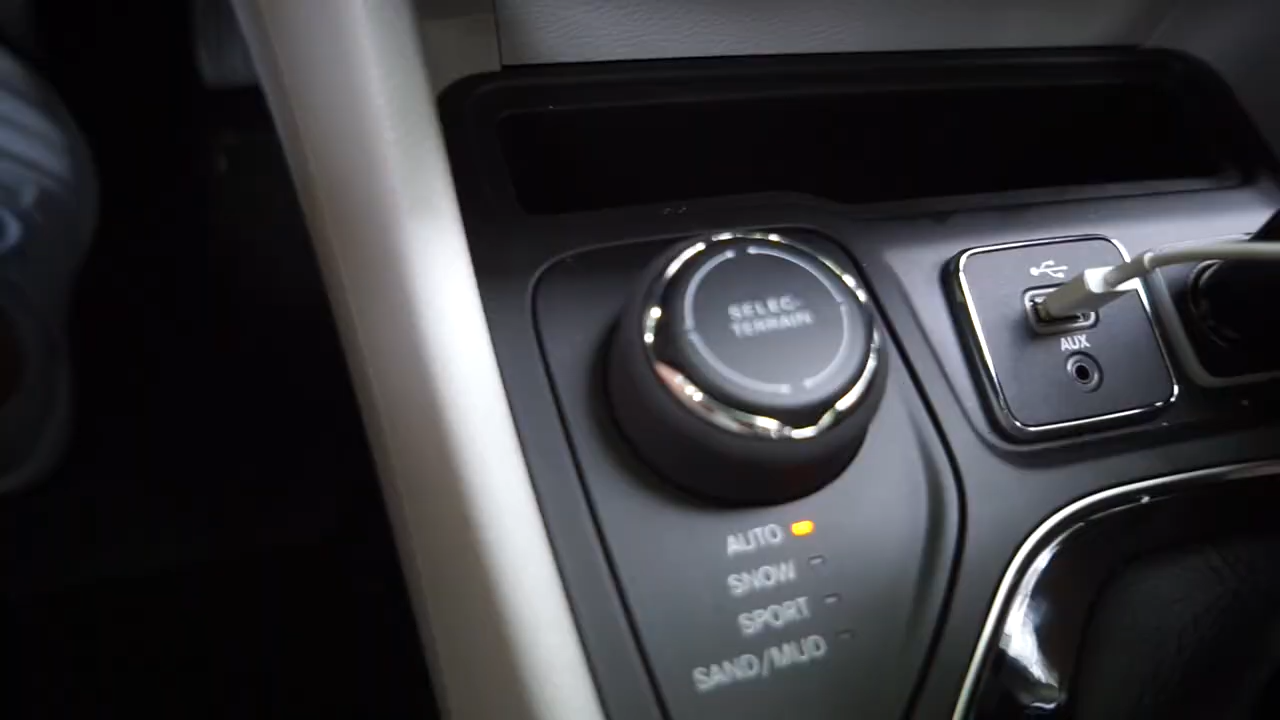 SELEC-
TERRAIN
AUX
AUTO
SNOW
SPORT
SAND/MUD